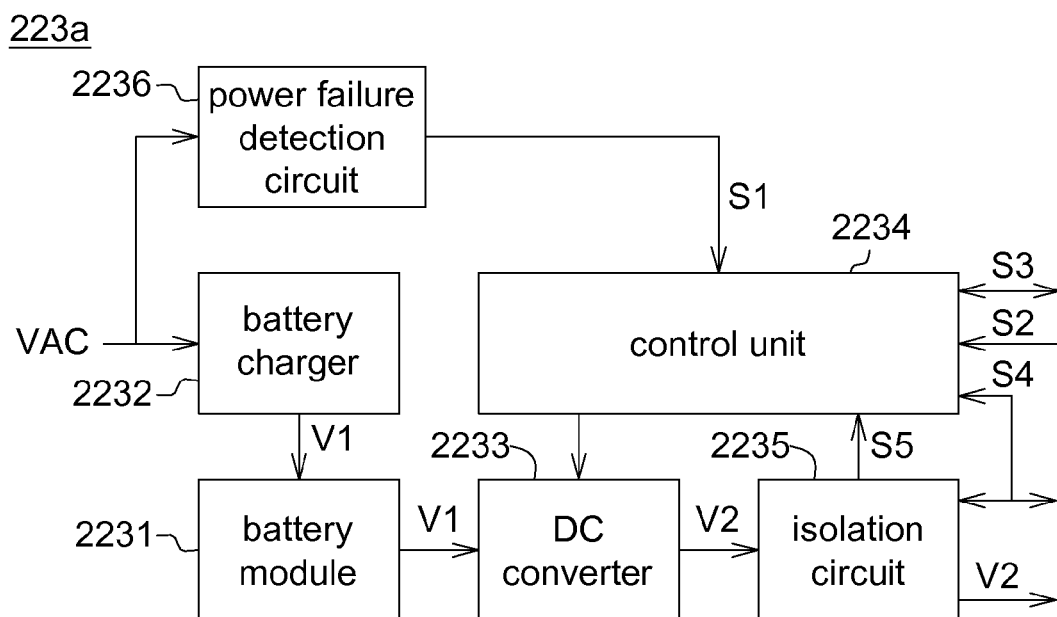 223a
2236
power failure
detection
circuit
S1
2234
S3
S2
S4
control unit
VAC
battery
charger
2232
V1
2233
2235
S5
2231
battery
module
V1
DC
converter
V2
isolation
circuit
V2